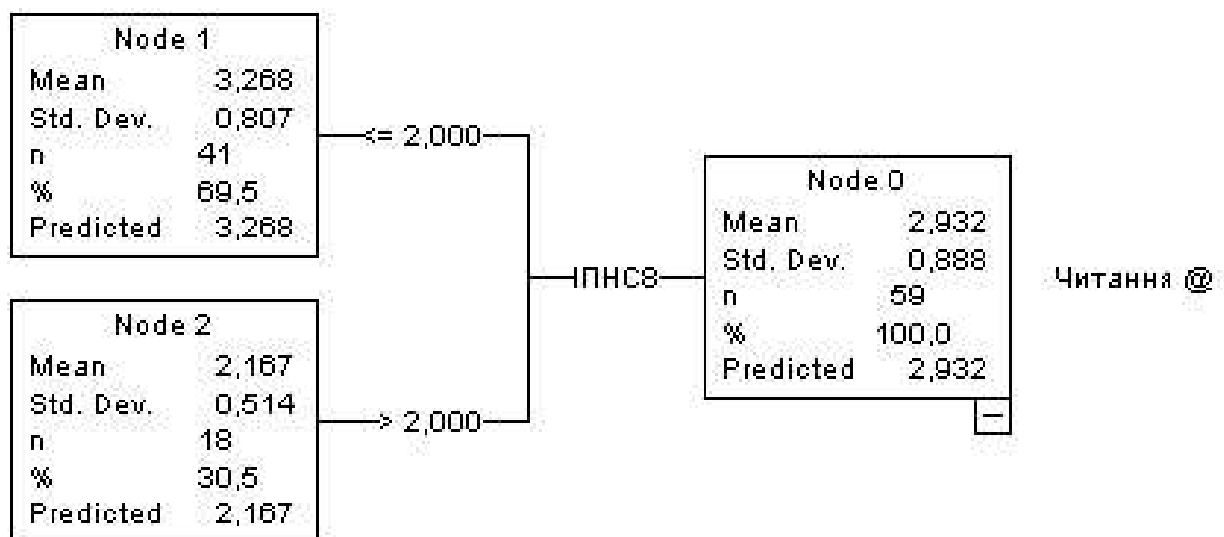 Node 1
Mean 3,268
Std. Dev. 0,807
n 41
% 69,5
Predicted 3,268
<= 2,000
Node 0
Mean 2,932
Std. Dev. 0,888
n 59
% 100,0
Predicted 2,932
НПНС8
Читання @
Node 2
Mean 2,167
Std. Dev. 0,514
n 18
% 30,5
Predicted 2,167
> 2,000